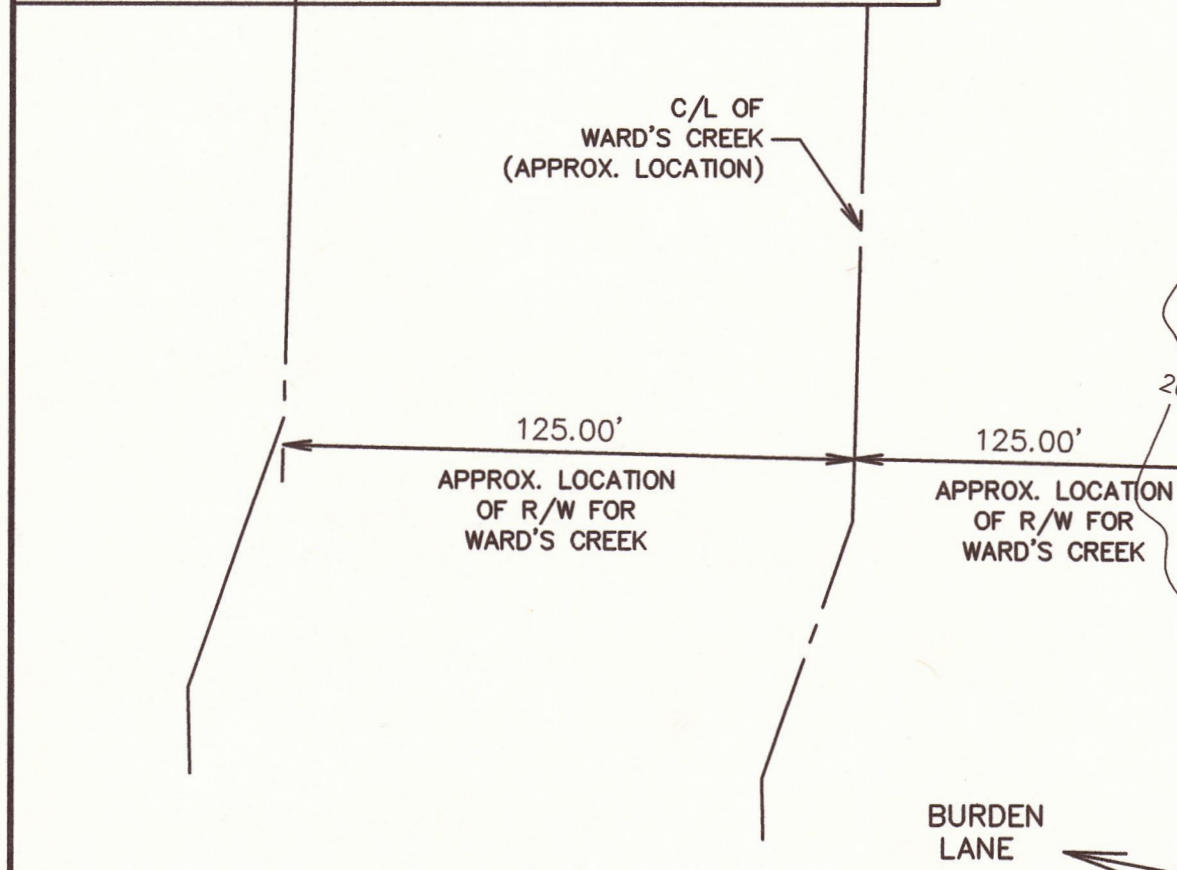 C/L OF
WARD'S CREEK
(APPROX. LOCATION)
125.00'
APPROX. LOCATION
OF R/W FOR
WARD'S CREEK
125.00'
APPROX. LOCATION
OF R/W FOR
WARD'S CREEK
BURDEN
LANE